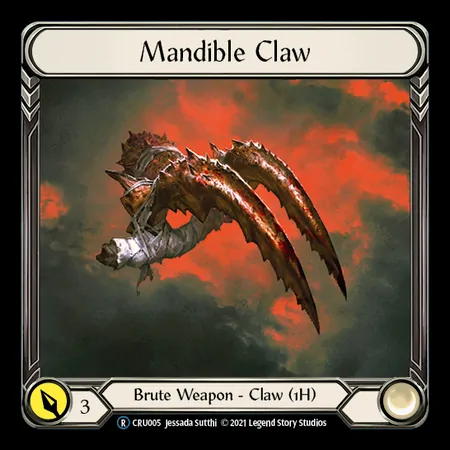 Mandible Claw
3
Brute Weapon - Claw (1H)
R CRU005 Jessada Sutthi © 2021 Legend Story Studios